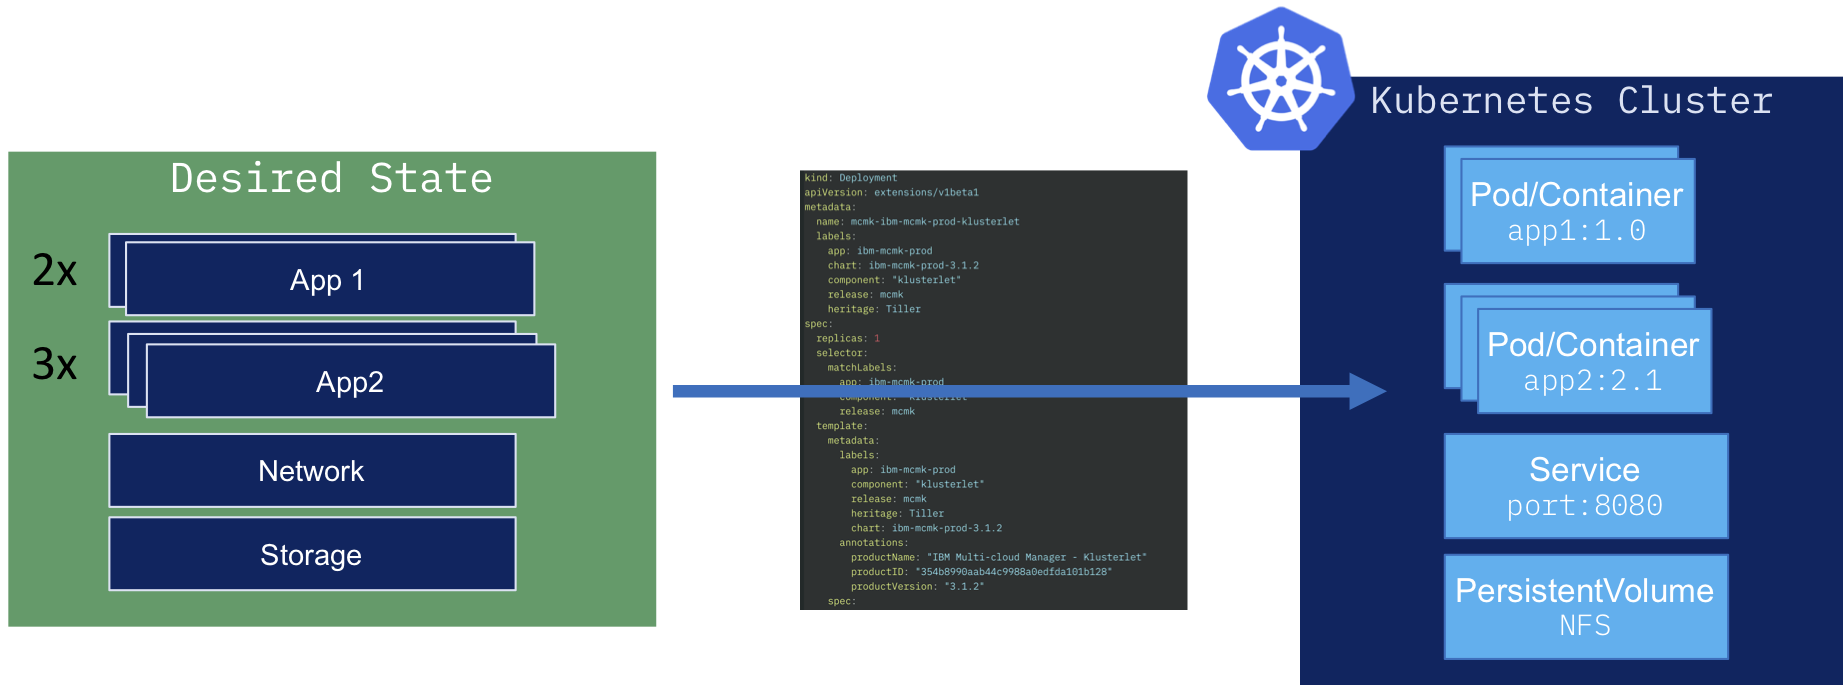 Desired State
2x
App 1
3x
App2
Network
Storage
kind: Deployment
apiVersion: extensions/v1beta1
metadata:
  name: mcmk-ibm-mcmk-prod-klusterlet
  labels:
    app: ibm-mcmk-prod
    chart: ibm-mcmk-prod-3.1.2
    component: "klusterlet"
    release: mcmk
    heritage: Tiller
spec:
  replicas: 1
  selector:
    matchLabels:
      app: ibm-mcmk-prod
      component: "klusterlet"
      release: mcmk
  template:
    metadata:
      labels:
        app: ibm-mcmk-prod
        component: "klusterlet"
        release: mcmk
        heritage: Tiller
        chart: ibm-mcmk-prod-3.1.2
      annotations:
        productName: "IBM Multi-cloud Manager - Klusterlet"
        productID: "354b8990aab44c9988a0edfda101b128"
        productVersion: "3.1.2"
    spec:
Kubernetes Cluster
Pod/Container
app1:1.0
Pod/Container
app2:2.1
Service
port:8080
PersistentVolume
NFS